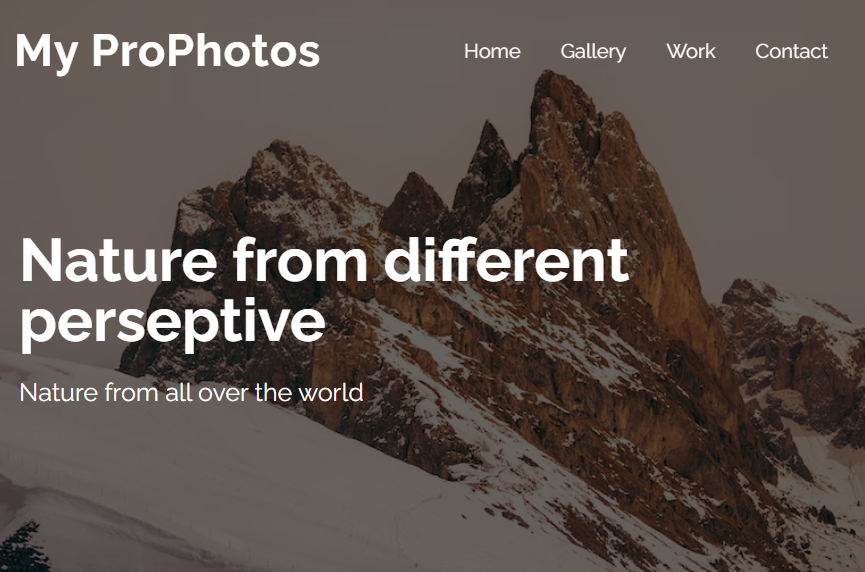 My ProPhotos
Home Gallery Work Contact
Nature from different
perseptive
Nature from all over the world